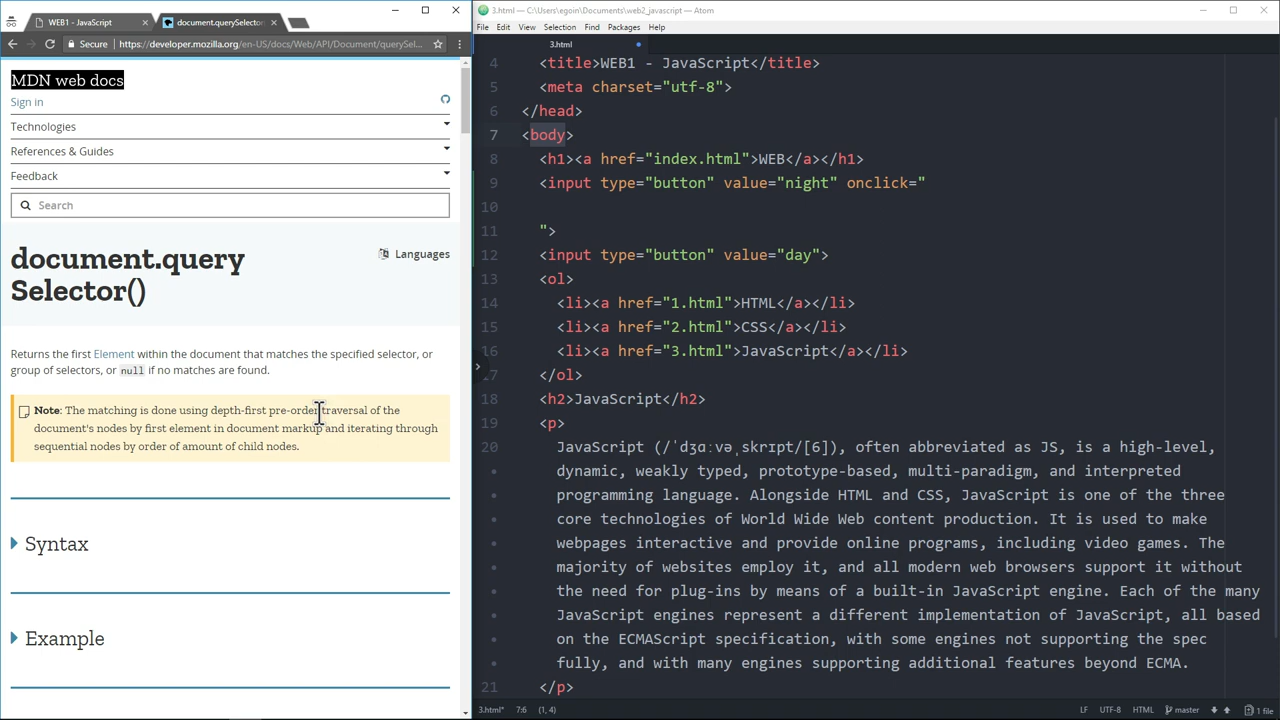 WEB1 - JavaScript
document.querySelector
Secure
https://developer.mozilla.org/en-US/docs/Web/API/Document/querySel...
MDN web docs
Sign in
Technologies
References & Guides
Feedback
Search
Languages
document.query
Selector()
Returns the first Element within the document that matches the specified selector, or
group of selectors, or null if no matches are found.
Note: The matching is done using depth-first pre-order traversal of the
document's nodes by first element in document markup and iterating through
sequential nodes by order of amount of child nodes.
Syntax
Example
3.html — C:\Users\egoin\Documents\web2_javascript — Atom
File Edit View Selection Find Packages Help
3.html
4 <title>WEB1 - JavaScript</title>
5 <meta charset="utf-8">
6 </head>
7 <body>
8 <h1><a href="index.html">WEB</a></h1>
9 <input type="button" value="night" onclick="
10
11 ">
12 <input type="button" value="day">
13 <ol>
14 <li><a href="1.html">HTML</a></li>
15 <li><a href="2.html">CSS</a></li>
16 <li><a href="3.html">JavaScript</a></li>
17 </ol>
18 <h2>JavaScript</h2>
19 <p>
20 JavaScript (/ˈdʒɑːvəˌskrɪpt/[6]), often abbreviated as JS, is a high-level,
dynamic, weakly typed, prototype-based, multi-paradigm, and interpreted
programming language. Alongside HTML and CSS, JavaScript is one of the three
core technologies of World Wide Web content production. It is used to make
webpages interactive and provide online programs, including video games. The
majority of websites employ it, and all modern web browsers support it without
the need for plug-ins by means of a built-in JavaScript engine. Each of the many
JavaScript engines represent a different implementation of JavaScript, all based
on the ECMAScript specification, with some engines not supporting the spec
fully, and with many engines supporting additional features beyond ECMA.
21 </p>
3.html* 7:6 (1, 4) LF UTF-8 HTML master 1 file